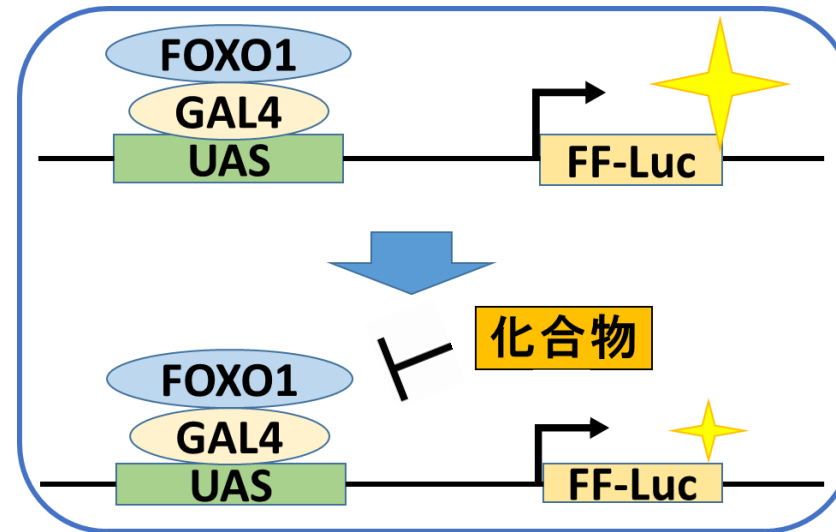 FOXO1
GAL4
UAS
FF-Luc
化合物
FOXO1
GAL4
UAS
FF-Luc